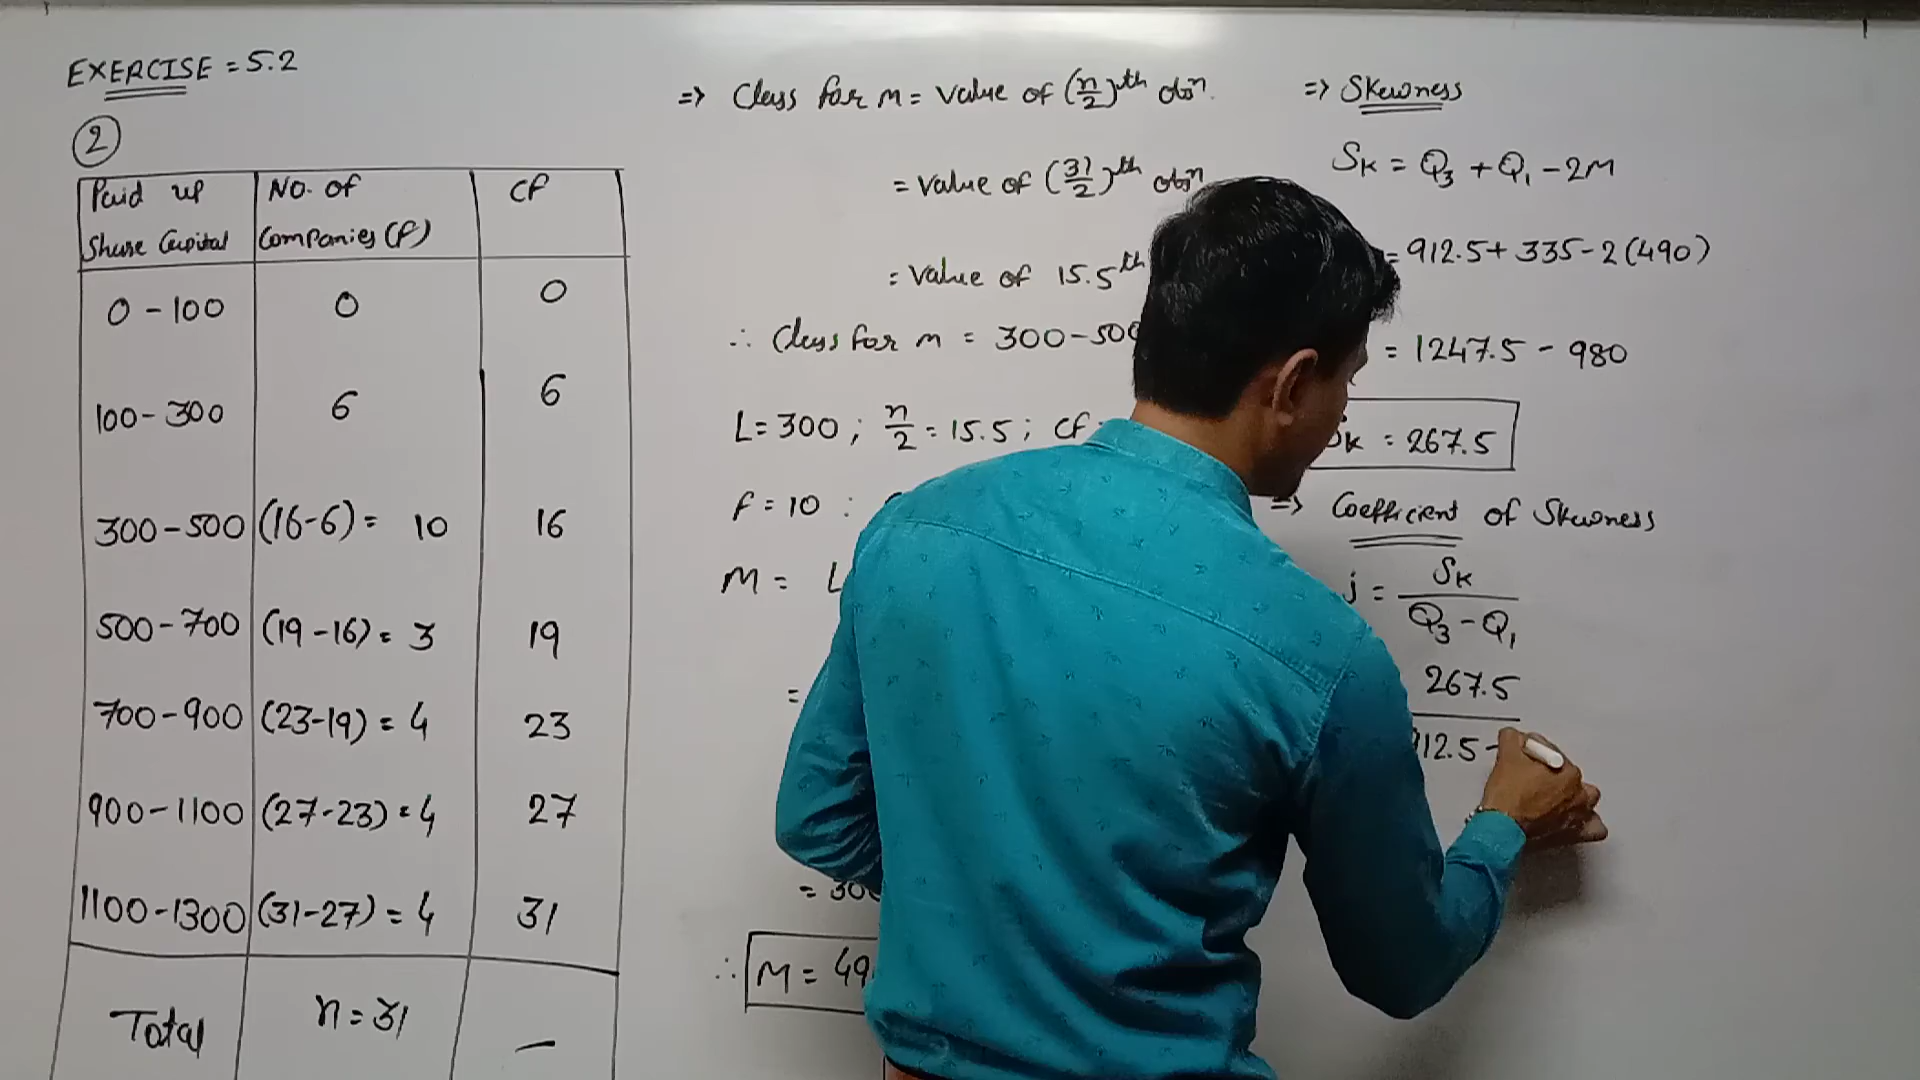 EXERCISE = 5.2
2
Paid up Share Capital | No. of Companies (f) | cf
0 - 100 | 0 | 0
100 - 300 | 6 | 6
300 - 500 | (16-6) = 10 | 16
500 - 700 | (19-16) = 3 | 19
700 - 900 | (23-19) = 4 | 23
900 - 1100 | (27-23) = 4 | 27
1100 - 1300 | (31-27) = 4 | 31
Total | n = 31 | —
=> Class for M = Value of (n/2)th obsn.
= Value of (31/2)th obsn
= Value of 15.5th
∴ Class for M = 300-500
L = 300 ; n/2 = 15.5 ; cf
f = 10 ;
M = L
=
= 300
∴ M = 49
=> Skewness
Sk = Q3 + Q1 - 2M
= 912.5 + 335 - 2(490)
= 1247.5 - 980
Sk = 267.5
=> Coefficient of Skewness
j = Sk / Q3 - Q1
267.5 / 912.5 -